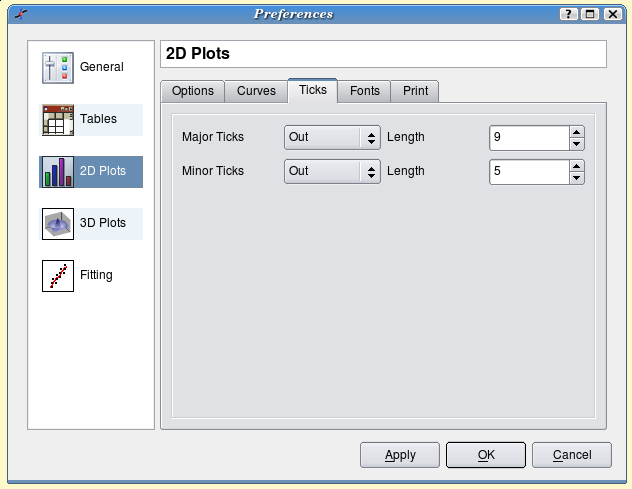 Preferences
?
General
Tables
2D Plots
3D Plots
Fitting
2D Plots
Options Curves Ticks Fonts Print
Major Ticks Out Length 9
Minor Ticks Out Length 5
Apply OK Cancel